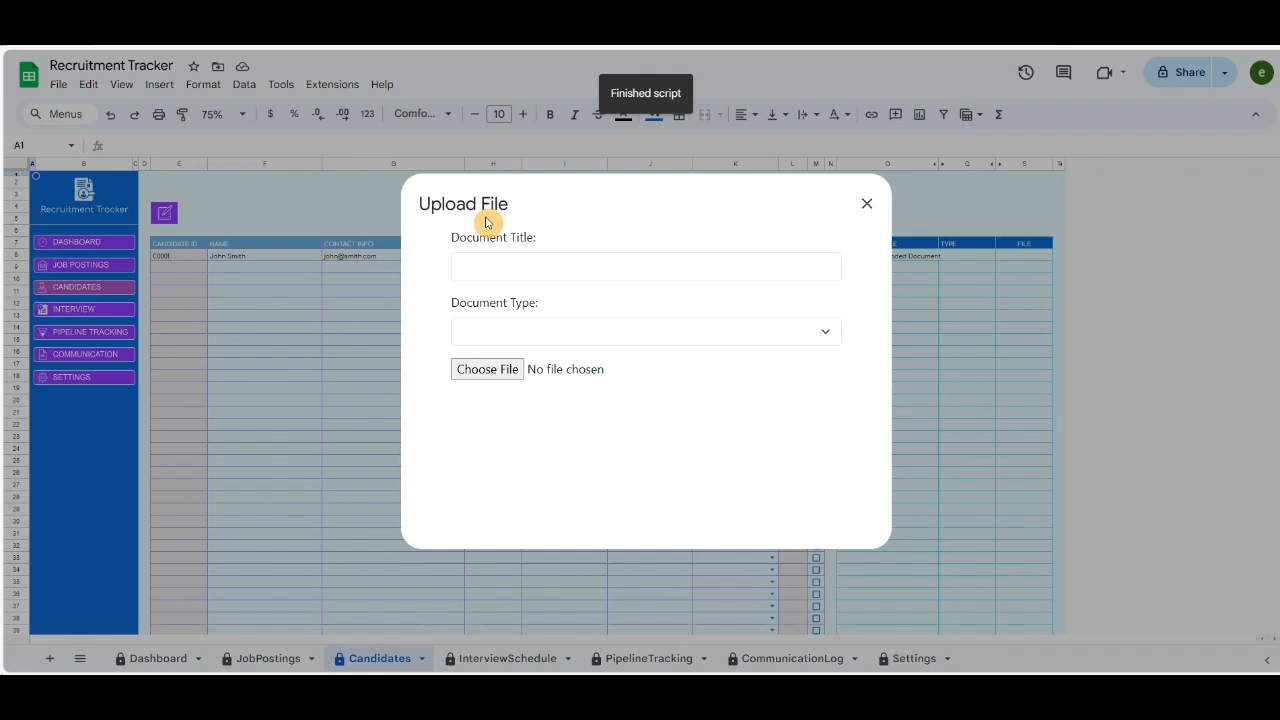 Recruitment Tracker
File Edit View Insert Format Data Tools Extensions Help
Share
e
Finished script
Menus
75%
$ % .0 .00 123
Comfo...
10
B I
A1
fx
A B C D E F G H I J K L M N O Q S
Recruitment Tracker
DASHBOARD
JOB POSTINGS
CANDIDATES
INTERVIEW
PIPELINE TRACKING
COMMUNICATION
SETTINGS
CANDIDATE ID NAME CONTACT INFO
C0001 John Smith john@smith.com
TYPE FILE
Document
Upload File
Document Title:
Document Type:
Choose File No file chosen
Dashboard
JobPostings
Candidates
InterviewSchedule
PipelineTracking
CommunicationLog
Settings